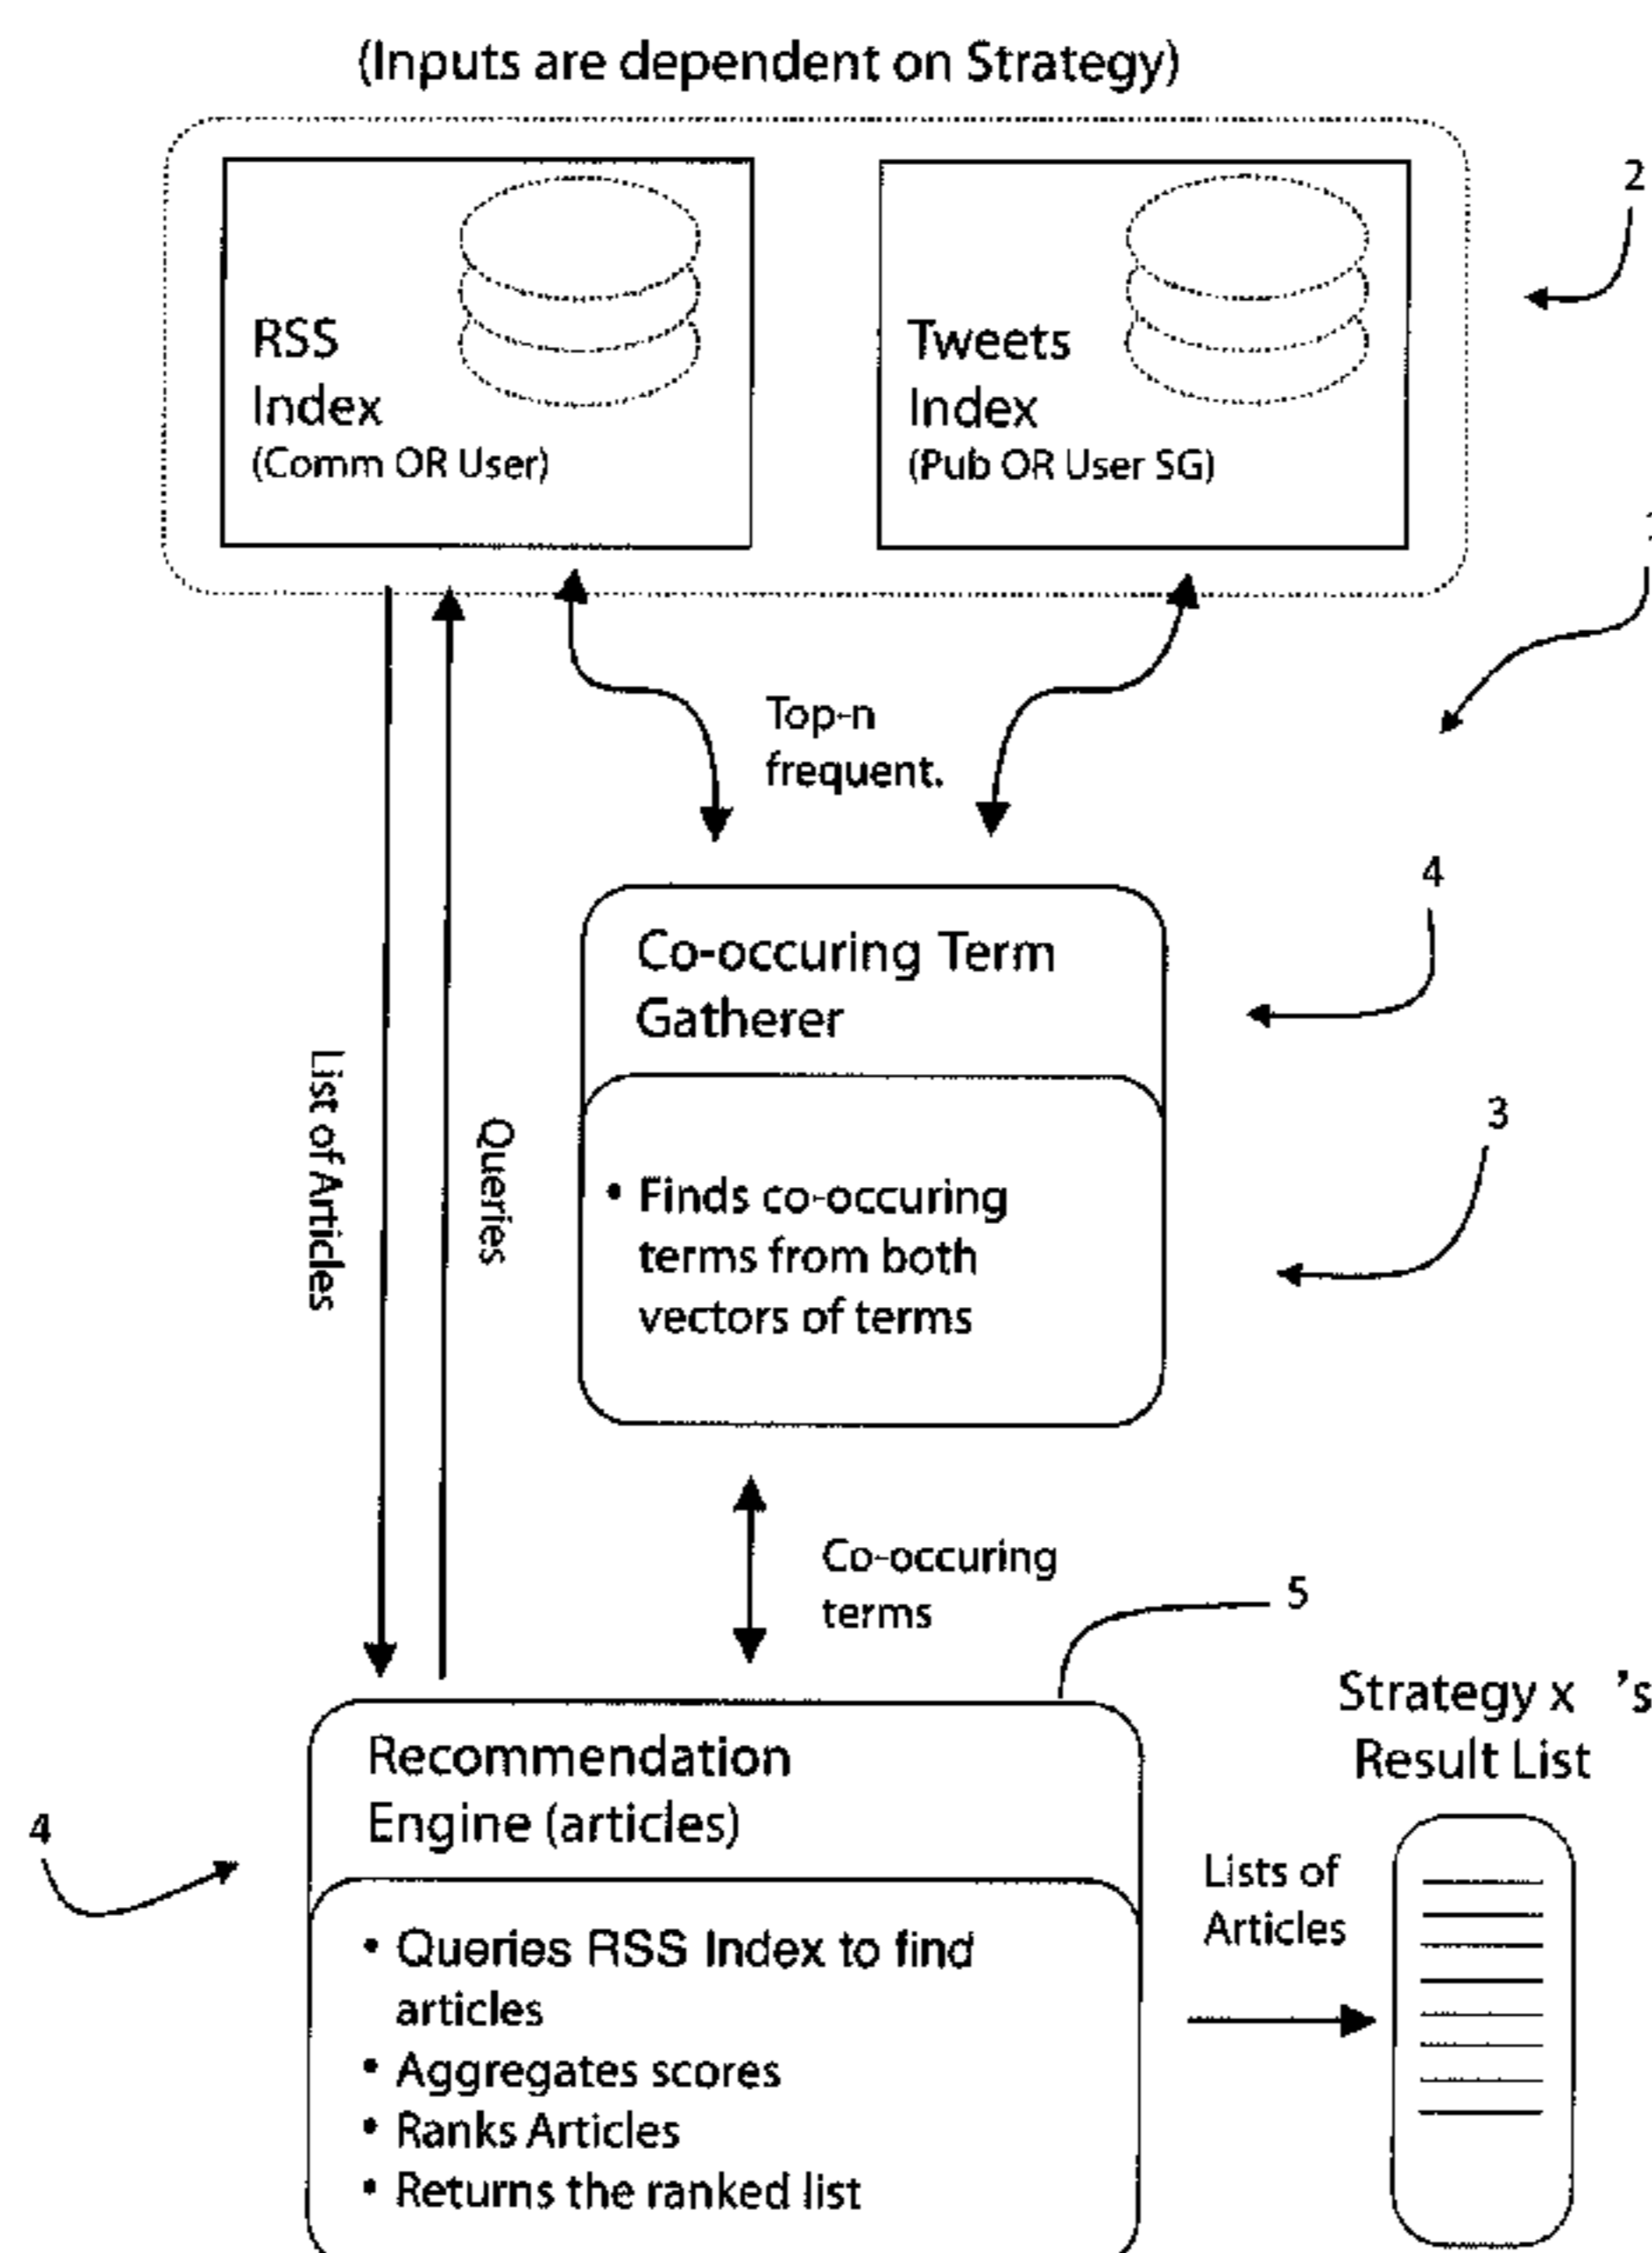 (Inputs are dependent on Strategy)
2
RSS
Index
(Comm OR User)
Tweets
Index
(Pub OR User SG)
Top-n
frequent.
4
Co-occuring Term
Gatherer
3
• Finds co-occuring
terms from both
vectors of terms
List of Articles
Queries
Co-occuring
terms
5
Strategy x 's
Result List
Recommendation
Engine (articles)
4
Lists of
Articles
• Queries RSS Index to find
articles
• Aggregates scores
• Ranks Articles
• Returns the ranked list